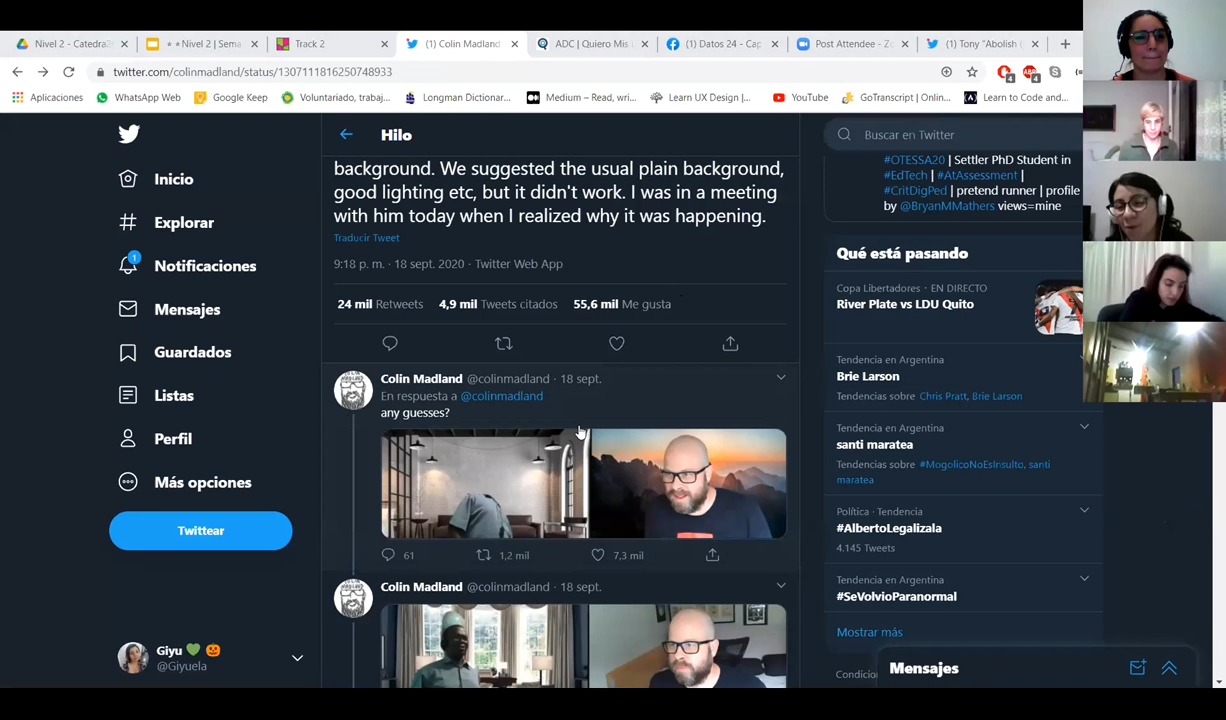 Nivel 2 - Catedra2
**Nivel 2 | Sema
Track 2
(1) Colin Madland
ADC | Quiero Mis
(1) Datos 24 - Cap
Post Attendee - Zo
(1) Tony "Abolish (
twitter.com/colinmadland/status/1307111816250748933
Aplicaciones
WhatsApp Web
Google Keep
Voluntariado, trabaj...
Longman Dictionar...
Medium – Read, wri...
Learn UX Design |...
YouTube
GoTranscript | Onlin...
Learn to Code and...
Inicio
Explorar
1
Notificaciones
Mensajes
Guardados
Listas
Perfil
Más opciones
Twittear
Giyu
@Giyuela
Hilo
background. We suggested the usual plain background,
good lighting etc, but it didn't work. I was in a meeting
with him today when I realized why it was happening.
Traducir Tweet
9:18 p. m. · 18 sept. 2020 · Twitter Web App
24 mil Retweets 4,9 mil Tweets citados 55,6 mil Me gusta
Colin Madland @colinmadland · 18 sept.
En respuesta a @colinmadland
any guesses?
61 1,2 mil 7,3 mil
Colin Madland @colinmadland · 18 sept.
Buscar en Twitter
#OTESSA20 | Settler PhD Student in
#EdTech | #AtAssessment |
#CritDigPed | pretend runner | profile
by @BryanMMathers views=mine
Qué está pasando
Copa Libertadores · EN DIRECTO
River Plate vs LDU Quito
Tendencia en Argentina
Brie Larson
Tendencias sobre Chris Pratt, Brie Larson
Tendencia en Argentina
santi maratea
Tendencias sobre #MogolicoNoEsInsulto, santi
maratea
Política · Tendencia
#AlbertoLegalizala
4.145 Tweets
Tendencia en Argentina
#SeVolvioParanormal
Mostrar más
Condicio
Mensajes